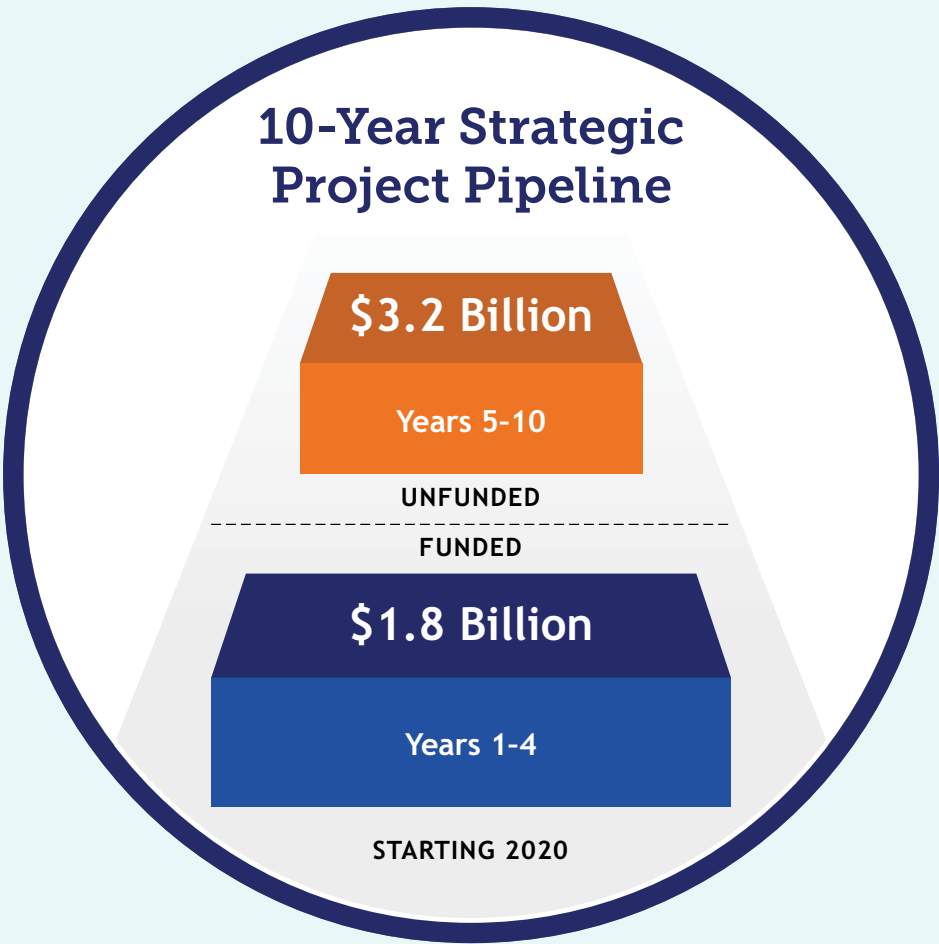 10-Year Strategic
Project Pipeline
$3.2 Billion
Years 5–10
UNFUNDED
FUNDED
$1.8 Billion
Years 1–4
STARTING 2020